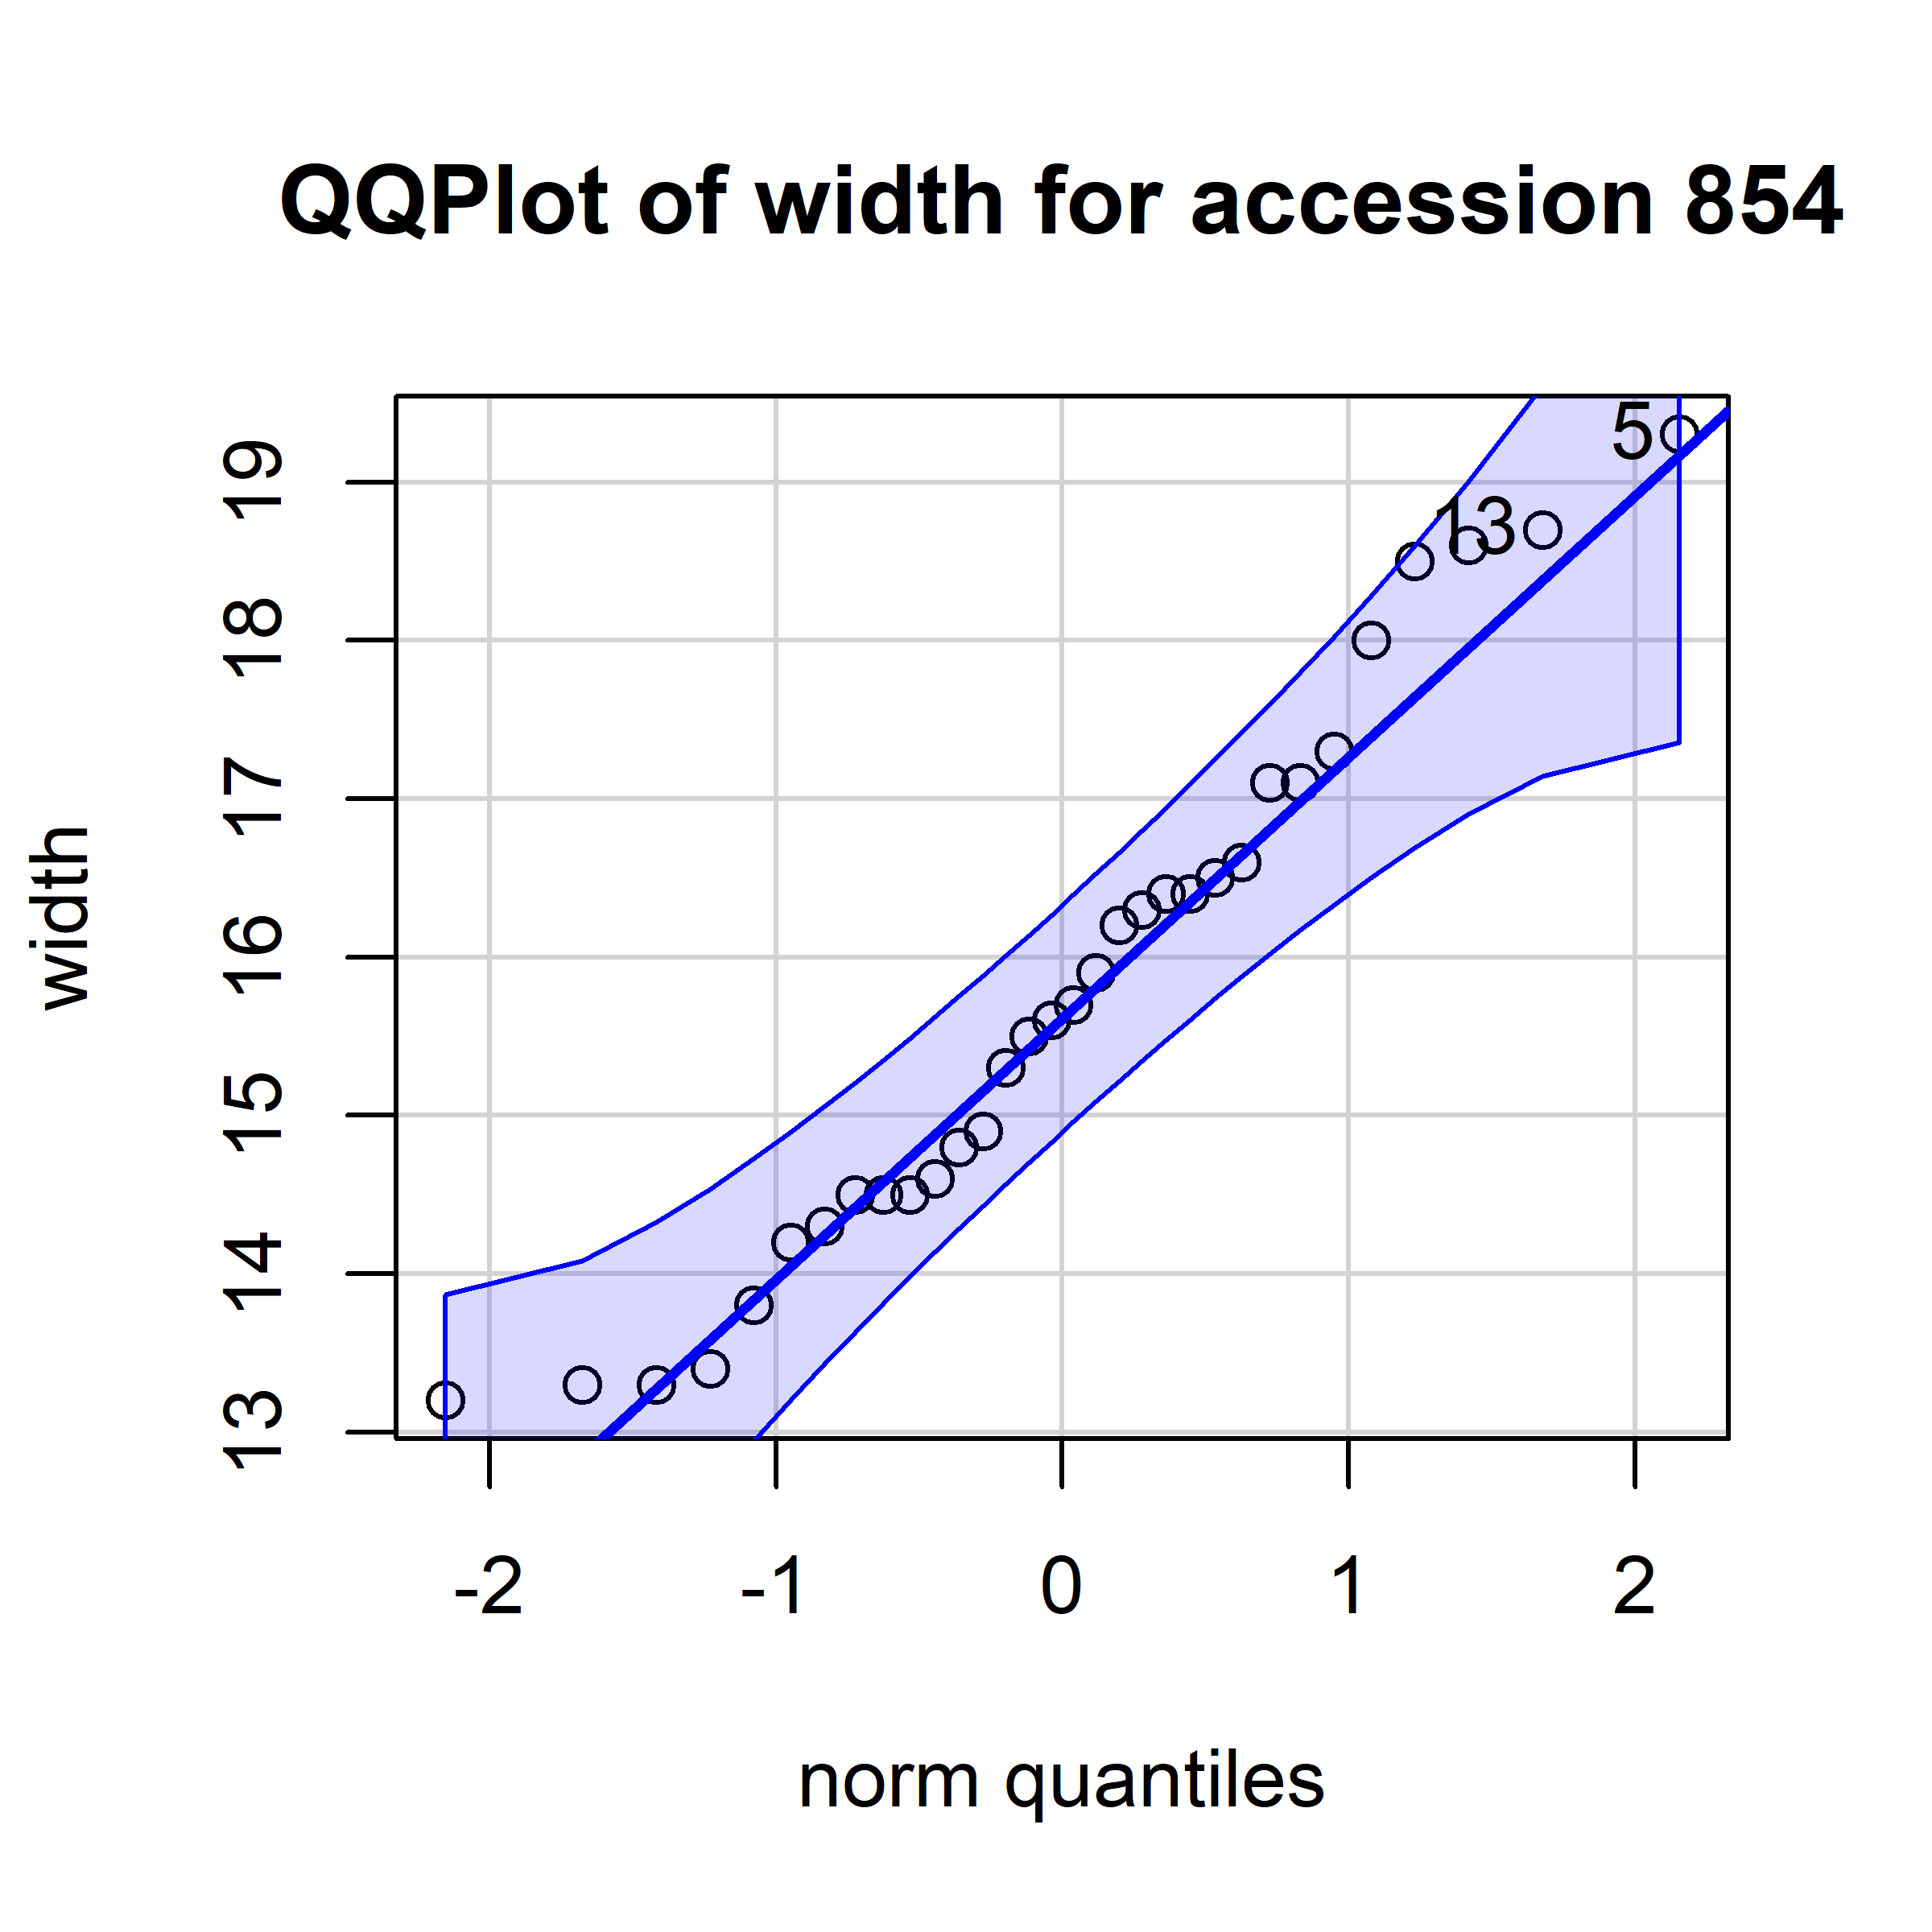 QQPlot of width for accession 854
19
18
17
16
15
14
13
width
5
13
-2 -1 0 1 2
norm quantiles